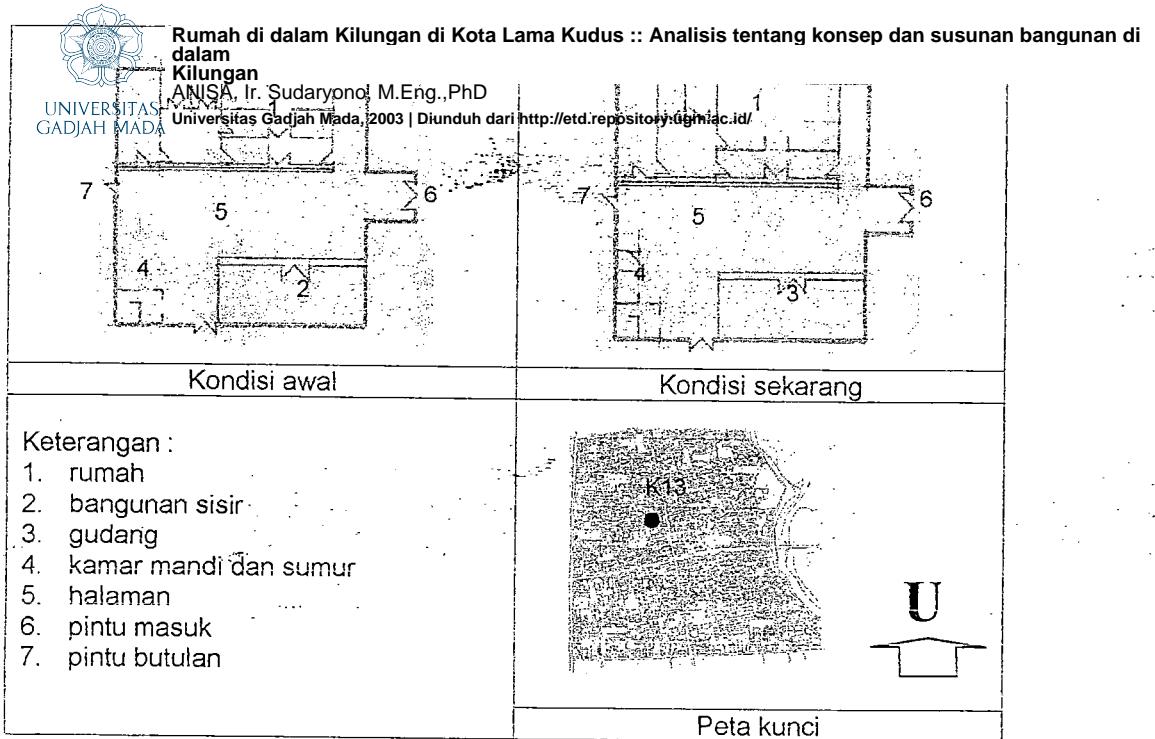 Rumah di dalam Kilungan di Kota Lama Kudus :: Analisis tentang konsep dan susunan bangunan di
dalam
Kilungan
ANISA, Ir. Sudaryono, M.Eng.,PhD
Universitas Gadjah Mada, 2003 | Diunduh dari http://etd.repository.ugm.ac.id/
UNIVERSITAS
GADJAH MADA
1
7
5
6
4
2
Kondisi awal
1
7
5
6
4
3
Kondisi sekarang
Keterangan :
1. rumah
2. bangunan sisir
3. gudang
4. kamar mandi dan sumur
5. halaman
6. pintu masuk
7. pintu butulan
K13
U
Peta kunci